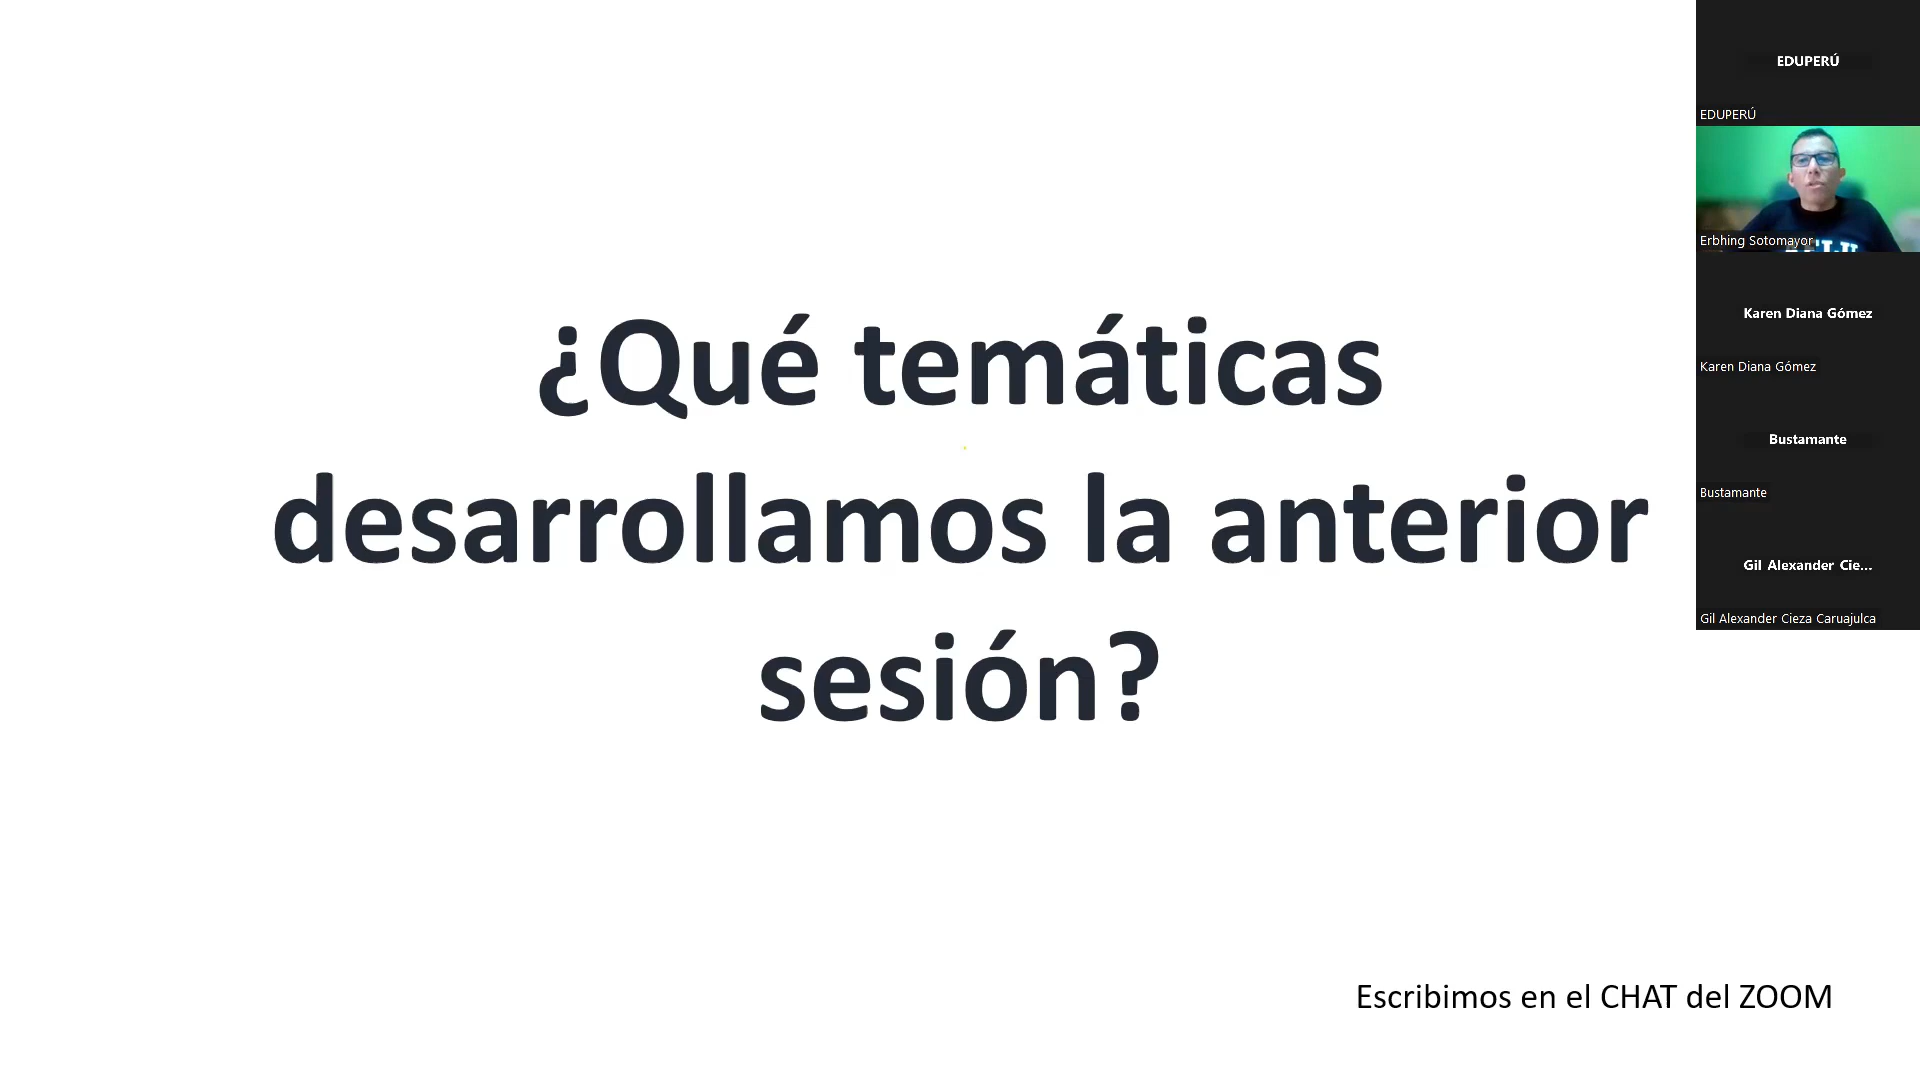 ¿Qué temáticas
desarrollamos la anterior
sesión?
Escribimos en el CHAT del ZOOM
EDUPERÚ
EDUPERÚ
Erbhing Sotomayor
Karen Diana Gómez
Karen Diana Gómez
Bustamante
Bustamante
Gil Alexander Cie...
Gil Alexander Cieza Caruajulca